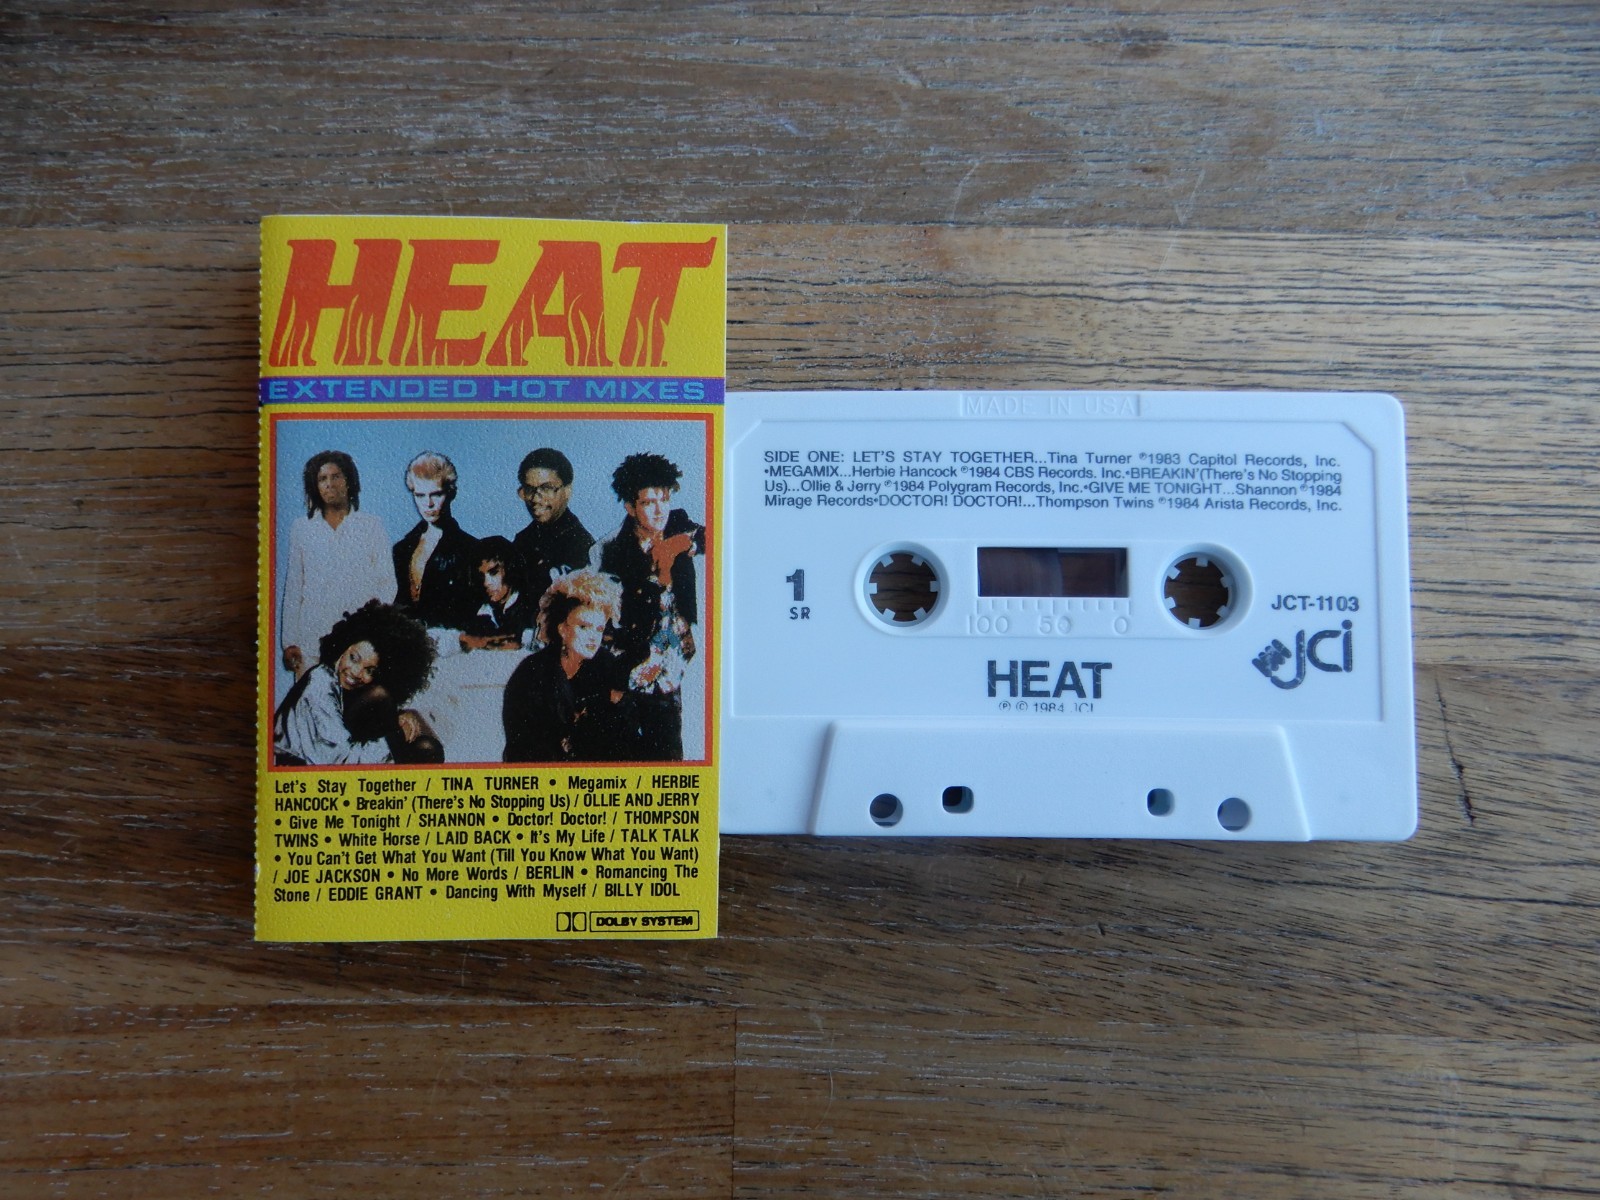 HEAT
EXTENDED HOT MIXES
Let's Stay Together / TINA TURNER • Megamix / HERBIE
HANCOCK • Breakin' (There's No Stopping Us) / OLLIE AND JERRY
• Give Me Tonight / SHANNON • Doctor! Doctor! / THOMPSON
TWINS • White Horse / LAID BACK • It's My Life / TALK TALK
• You Can't Get What You Want (Till You Know What You Want)
/ JOE JACKSON • No More Words / BERLIN • Romancing The
Stone / EDDIE GRANT • Dancing With Myself / BILLY IDOL
DOLBY SYSTEM
MADE IN USA
SIDE ONE: LET'S STAY TOGETHER...Tina Turner ℗1983 Capitol Records, Inc.
•MEGAMIX...Herbie Hancock ℗1984 CBS Records. Inc.•BREAKIN'(There's No Stopping
Us)...Ollie & Jerry ℗1984 Polygram Records, Inc.•GIVE ME TONIGHT...Shannon ℗1984
Mirage Records•DOCTOR! DOCTOR!...Thompson Twins ℗1984 Arista Records, Inc.
1
SR
100 50 0
JCT-1103
JCi
HEAT
℗ © 1984 JCI